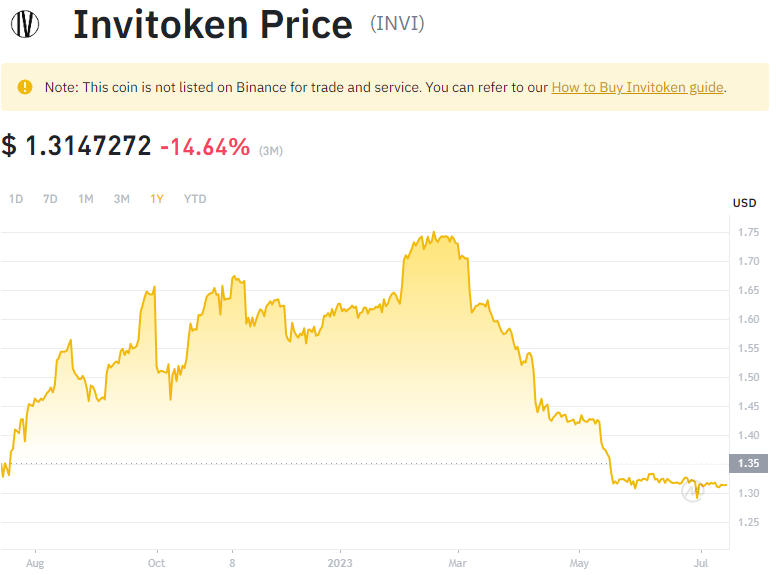 Invitoken Price (INVI)
Note: This coin is not listed on Binance for trade and service. You can refer to our How to Buy Invitoken guide.
$ 1.3147272 -14.64% (3M)
1D 7D 1M 3M 1Y YTD
USD
1.75
1.70
1.65
1.60
1.55
1.50
1.45
1.40
1.35
1.30
1.25
Aug Oct 8 2023 Mar May Jul